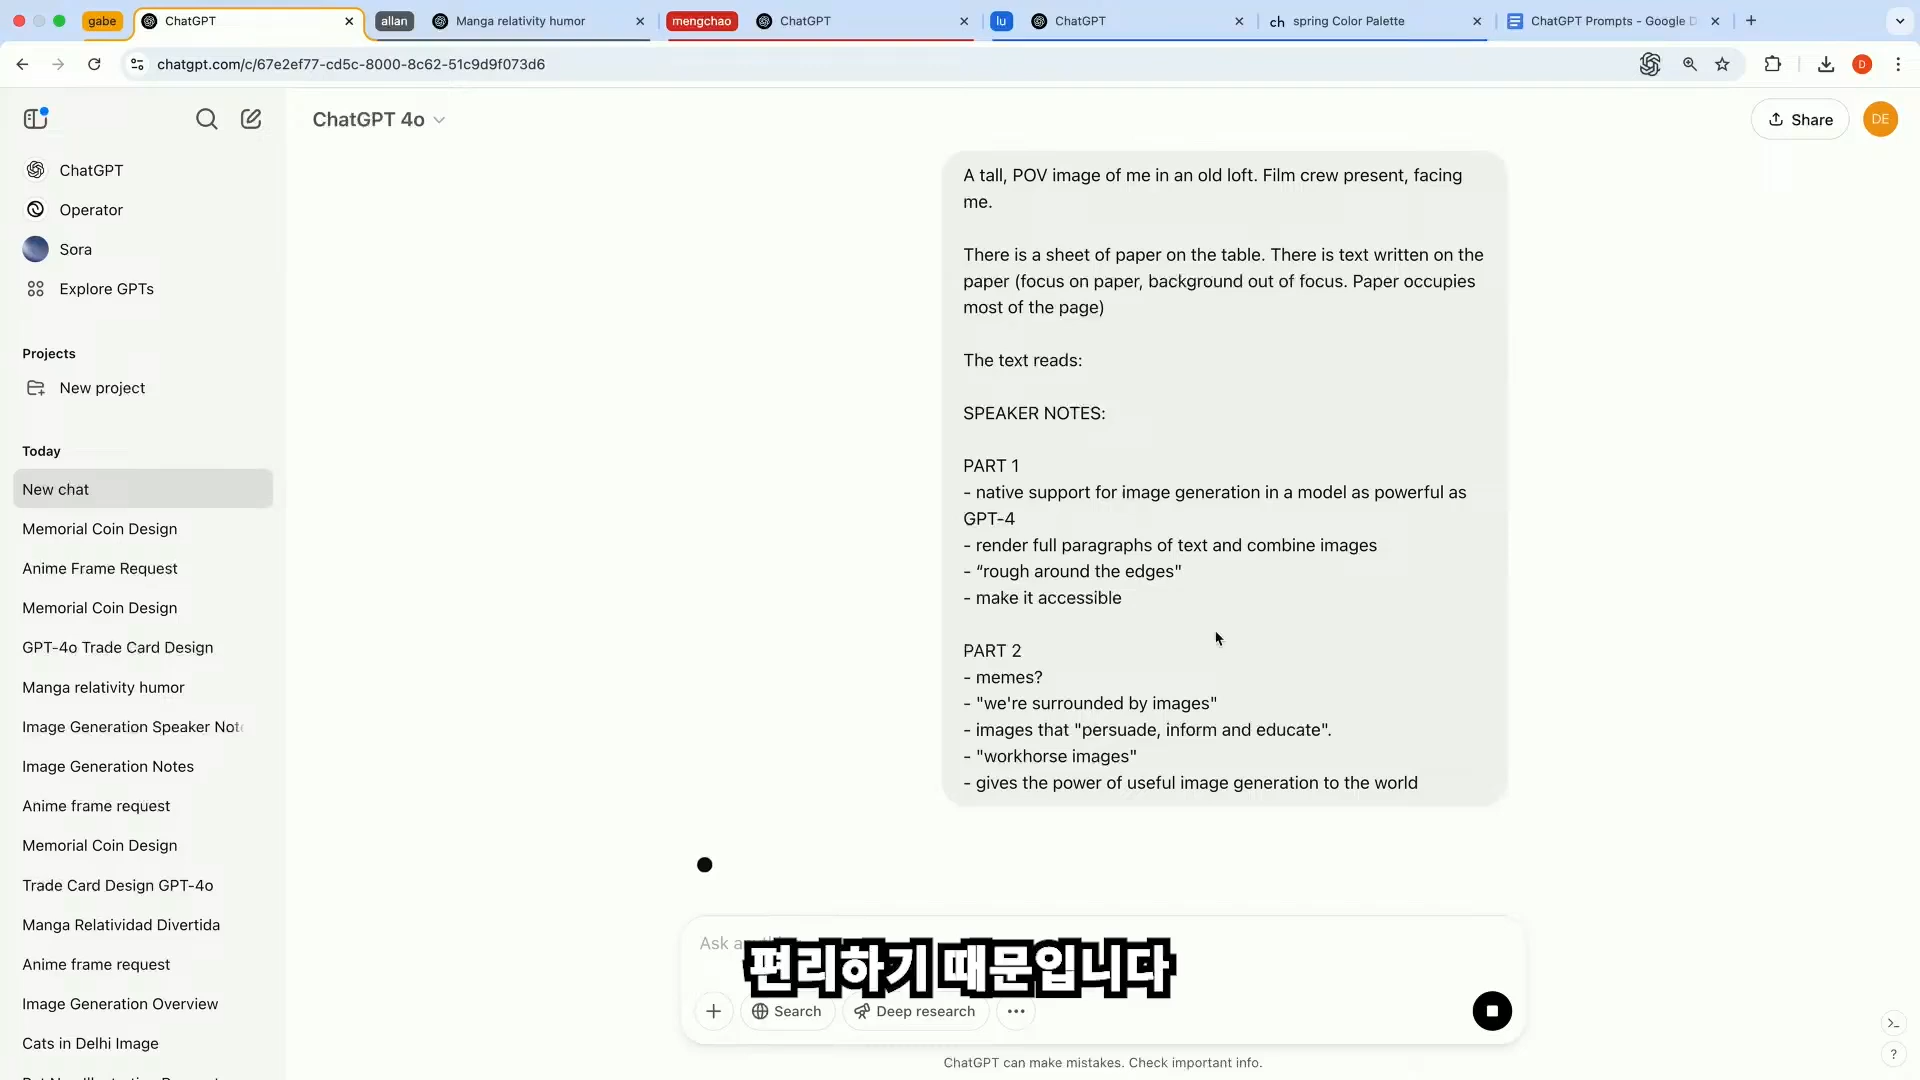 gabe
ChatGPT
allan
Manga relativity humor
mengchao
ChatGPT
lu
ChatGPT
ch spring Color Palette
ChatGPT Prompts - Google D
chatgpt.com/c/67e2ef77-cd5c-8000-8c62-51c9d9f073d6
D
ChatGPT 4o
Share
DE
ChatGPT
Operator
Sora
Explore GPTs
Projects
New project
Today
New chat
Memorial Coin Design
Anime Frame Request
Memorial Coin Design
GPT-4o Trade Card Design
Manga relativity humor
Image Generation Speaker Not
Image Generation Notes
Anime frame request
Memorial Coin Design
Trade Card Design GPT-4o
Manga Relatividad Divertida
Anime frame request
Image Generation Overview
Cats in Delhi Image
A tall, POV image of me in an old loft. Film crew present, facing
me.
There is a sheet of paper on the table. There is text written on the
paper (focus on paper, background out of focus. Paper occupies
most of the page)
The text reads:
SPEAKER NOTES:
PART 1
- native support for image generation in a model as powerful as
GPT-4
- render full paragraphs of text and combine images
- “rough around the edges"
- make it accessible
PART 2
- memes?
- "we're surrounded by images"
- images that "persuade, inform and educate".
- "workhorse images"
- gives the power of useful image generation to the world
Ask
편리하기 때문입니다
Search
Deep research
ChatGPT can make mistakes. Check important info.
?